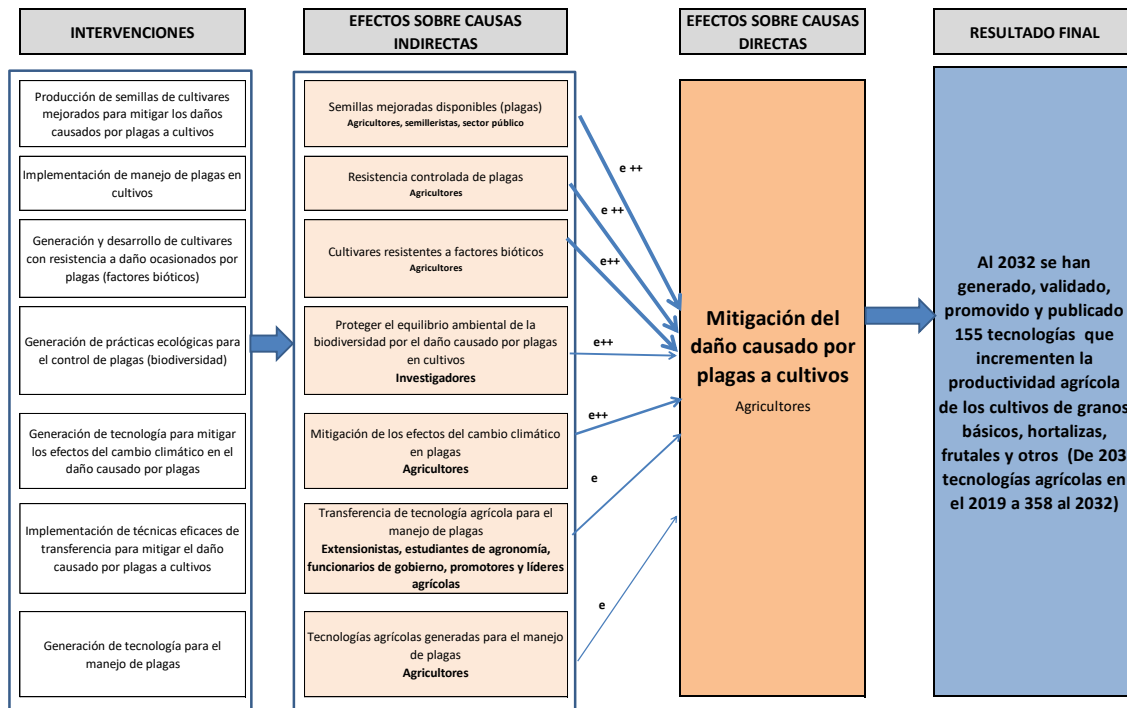 INTERVENCIONES
EFECTOS SOBRE CAUSAS
INDIRECTAS
EFECTOS SOBRE CAUSAS
DIRECTAS
RESULTADO FINAL
Producción de semillas de cultivares
mejorados para mitigar los daños
causados por plagas a cultivos
Implementación de manejo de plagas en
cultivos
Generación y desarrollo de cultivares
con resistencia a daño ocasionados por
plagas (factores bióticos)
Generación de prácticas ecológicas para
el control de plagas (biodiversidad)
Generación de tecnología para mitigar
los efectos del cambio climático en el
daño causado por plagas
Implementación de técnicas eficaces de
transferencia para mitigar el daño
causado por plagas a cultivos
Generación de tecnología para el
manejo de plagas
Semillas mejoradas disponibles (plagas)
Agricultores, semilleristas, sector público
Resistencia controlada de plagas
Agricultores
Cultivares resistentes a factores bióticos
Agricultores
Proteger el equilibrio ambiental de la
biodiversidad por el daño causado por plagas
en cultivos
Investigadores
Mitigación de los efectos del cambio climático
en plagas
Agricultores
Transferencia de tecnología agrícola para el
manejo de plagas
Extensionistas, estudiantes de agronomía,
funcionarios de gobierno, promotores y líderes
agrícolas
Tecnologías agrícolas generadas para el manejo
de plagas
Agricultores
e ++
e ++
e++
e++
e++
e
e
Mitigación del
daño causado por
plagas a cultivos
Agricultores
Al 2032 se han
generado, validado,
promovido y publicado
155 tecnologías que
incrementen la
productividad agrícola
de los cultivos de granos
básicos, hortalizas,
frutales y otros (De 203
tecnologías agrícolas en
el 2019 a 358 al 2032)